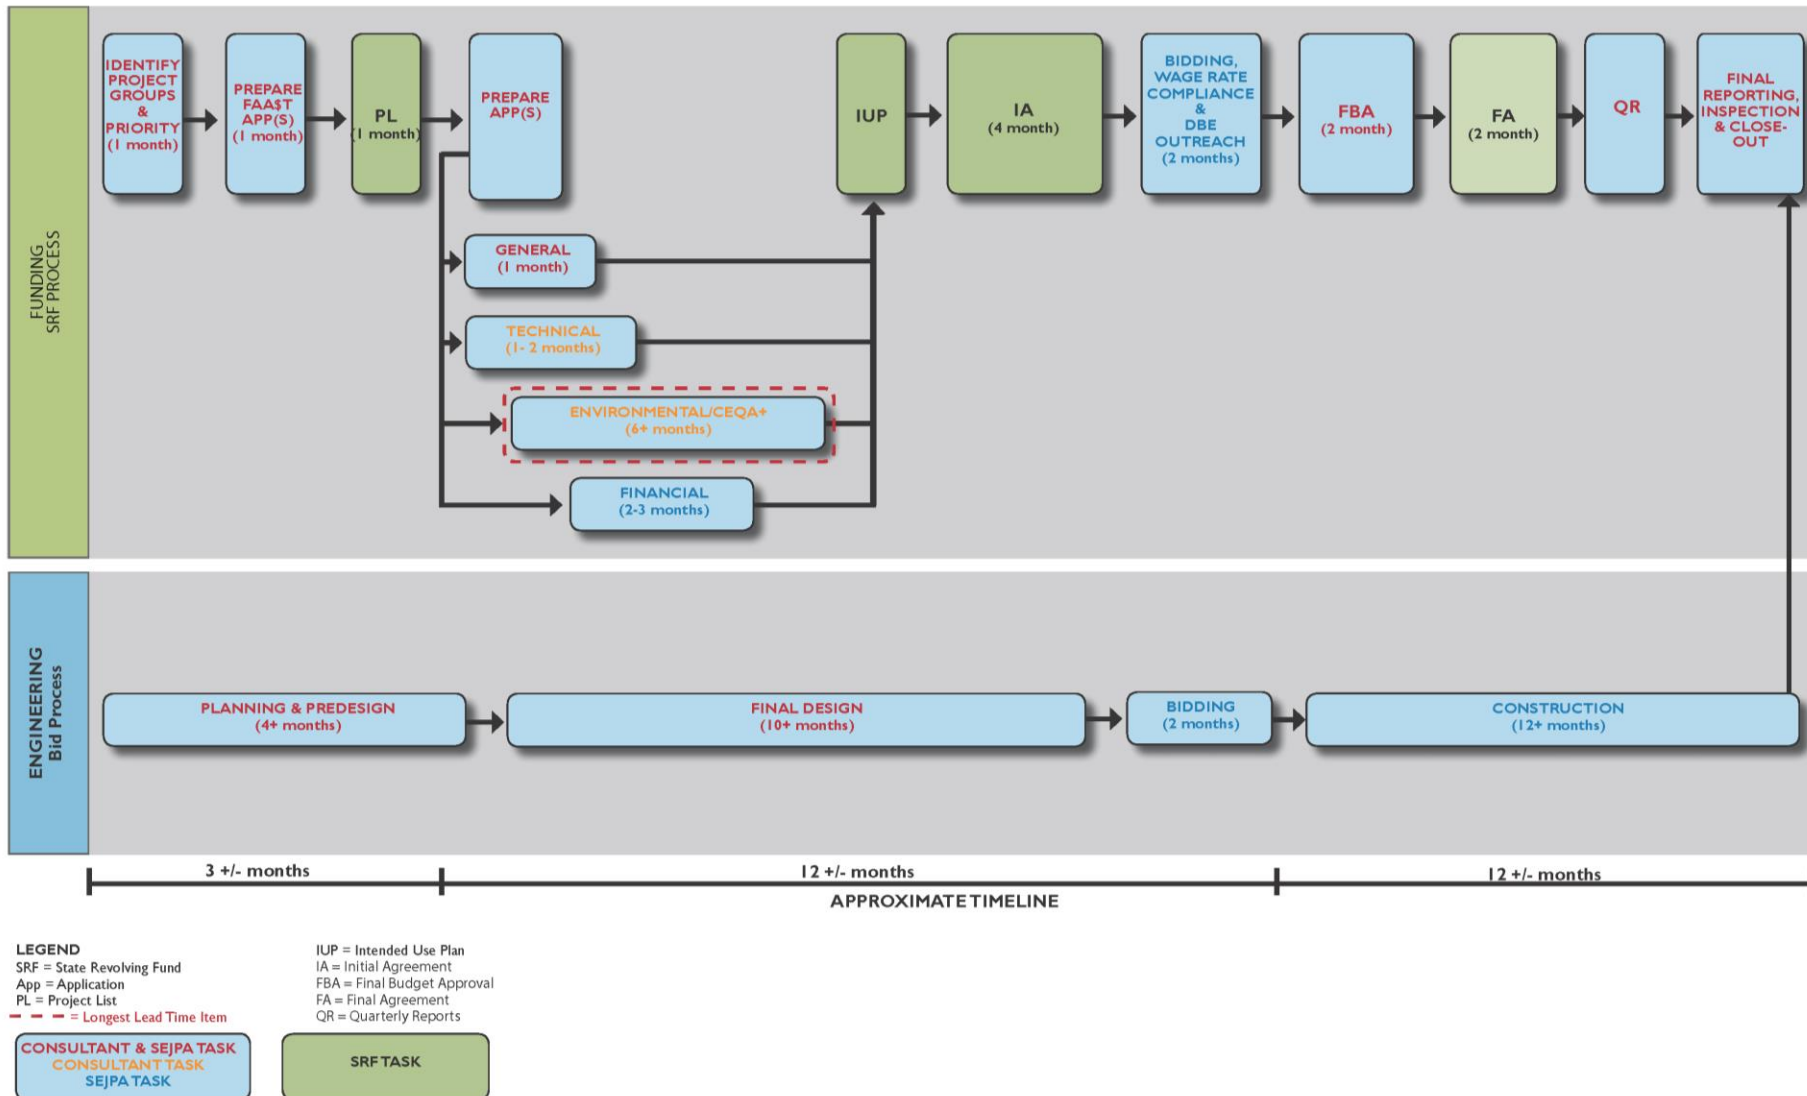 FUNDING
SRF PROCESS
IDENTIFY
PROJECT
GROUPS
&
PRIORITY
(1 month)
PREPARE
FAA$T
APP(S)
(1 month)
PL
(1 month)
PREPARE
APP(S)
GENERAL
(1 month)
TECHNICAL
(1- 2 months)
ENVIRONMENTAL/CEQA+
(6+ months)
FINANCIAL
(2-3 months)
IUP
IA
(4 month)
BIDDING,
WAGE RATE
COMPLIANCE
&
DBE
OUTREACH
(2 months)
FBA
(2 month)
FA
(2 month)
QR
FINAL
REPORTING,
INSPECTION
& CLOSE-
OUT
ENGINEERING
Bid Process
PLANNING & PREDESIGN
(4+ months)
FINAL DESIGN
(10+ months)
BIDDING
(2 months)
CONSTRUCTION
(12+ months)
3 +/- months
12 +/- months
12 +/- months
APPROXIMATE TIMELINE
LEGEND
SRF = State Revolving Fund
App = Application
PL = Project List
= Longest Lead Time Item
IUP = Intended Use Plan
IA = Initial Agreement
FBA = Final Budget Approval
FA = Final Agreement
QR = Quarterly Reports
CONSULTANT & SEJPA TASK
CONSULTANT TASK
SEJPA TASK
SRF TASK